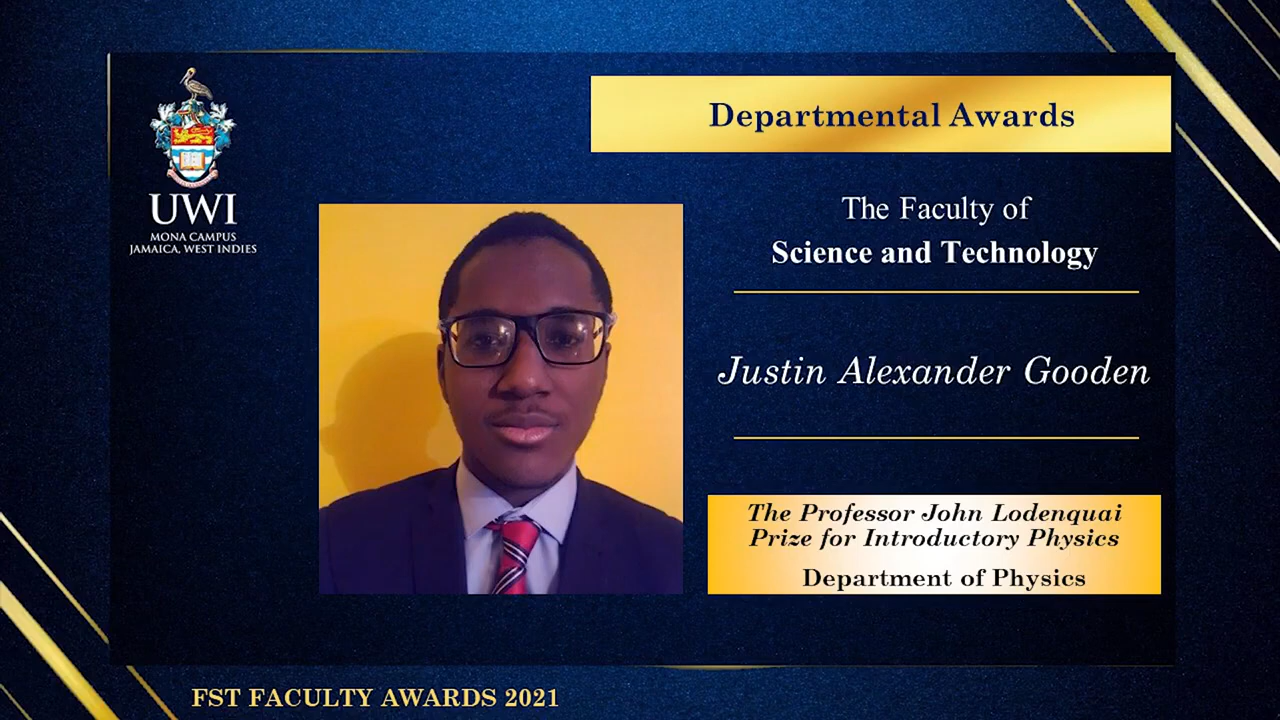 UWI
MONA CAMPUS
JAMAICA, WEST INDIES
Departmental Awards
The Faculty of
Science and Technology
Justin Alexander Gooden
The Professor John Lodenquai
Prize for Introductory Physics
Department of Physics
FST FACULTY AWARDS 2021